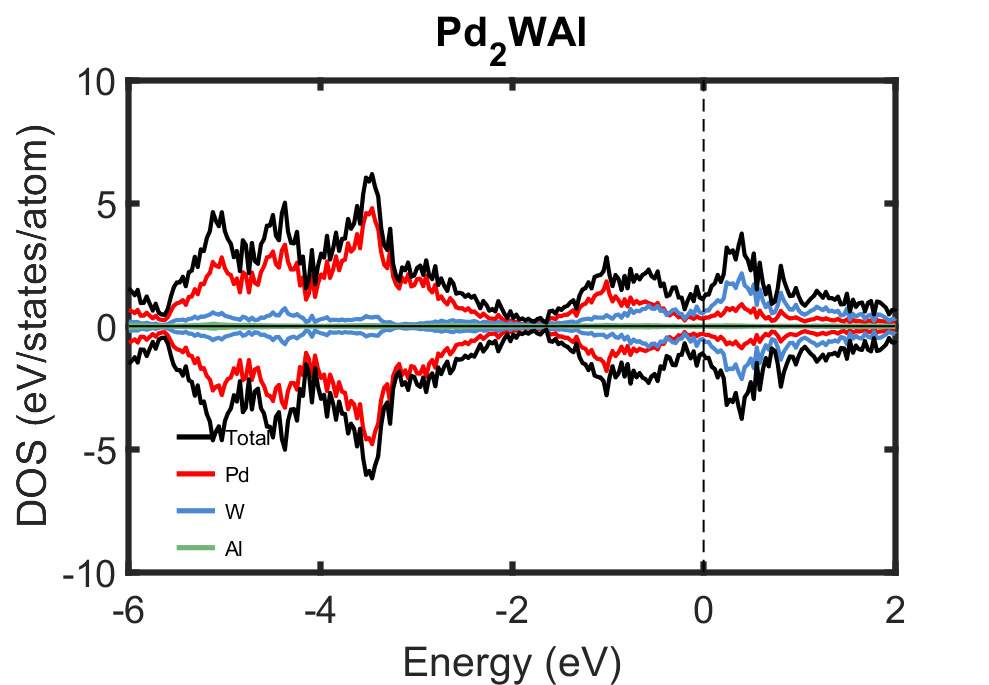 Pd₂WAl
10
5
0
-5
-10
DOS (eV/states/atom)
Total
Pd
W
Al
-6 -4 -2 0 2
Energy (eV)